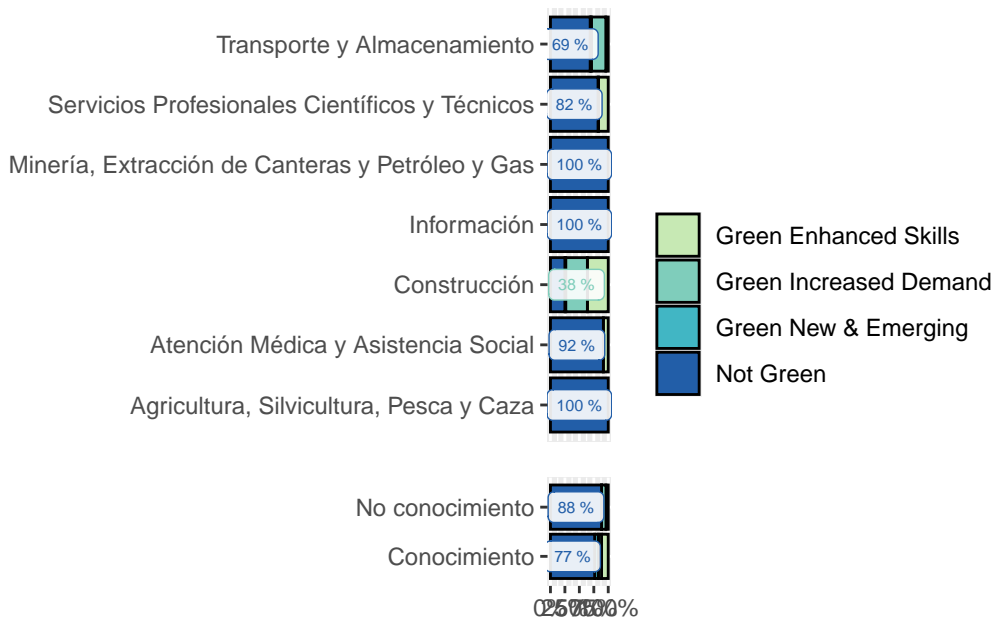 Transporte y Almacenamiento 69 %
Servicios Profesionales Científicos y Técnicos 82 %
Minería, Extracción de Canteras y Petróleo y Gas 100 %
Información 100 %
Construcción 38 %
Atención Médica y Asistencia Social 92 %
Agricultura, Silvicultura, Pesca y Caza 100 %
No conocimiento 88 %
Conocimiento 77 %
Green Enhanced Skills
Green Increased Demand
Green New & Emerging
Not Green